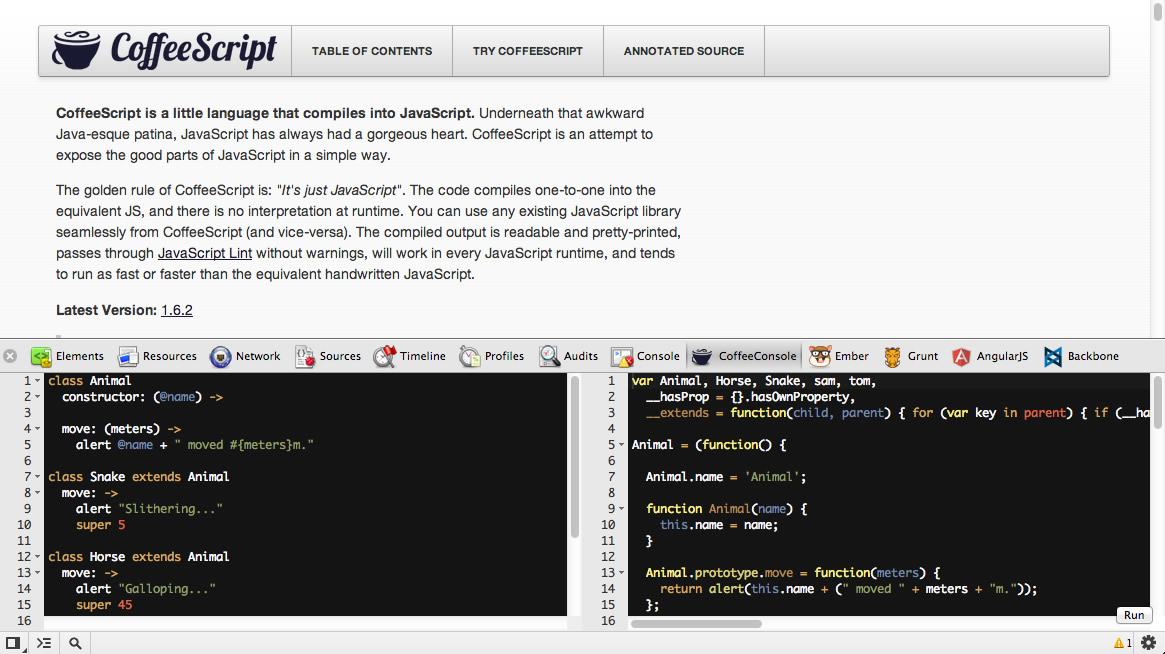 CoffeeScript
TABLE OF CONTENTS
TRY COFFEESCRIPT
ANNOTATED SOURCE
CoffeeScript is a little language that compiles into JavaScript. Underneath that awkward
Java-esque patina, JavaScript has always had a gorgeous heart. CoffeeScript is an attempt to
expose the good parts of JavaScript in a simple way.
The golden rule of CoffeeScript is: "It's just JavaScript". The code compiles one-to-one into the
equivalent JS, and there is no interpretation at runtime. You can use any existing JavaScript library
seamlessly from CoffeeScript (and vice-versa). The compiled output is readable and pretty-printed,
passes through JavaScript Lint without warnings, will work in every JavaScript runtime, and tends
to run as fast or faster than the equivalent handwritten JavaScript.
Latest Version: 1.6.2
Elements Resources Network Sources Timeline Profiles Audits Console CoffeeConsole Ember Grunt AngularJS Backbone
1 class Animal
2   constructor: (@name) ->
3
4   move: (meters) ->
5     alert @name + " moved #{meters}m."
6
7 class Snake extends Animal
8   move: ->
9     alert "Slithering..."
10     super 5
11
12 class Horse extends Animal
13   move: ->
14     alert "Galloping..."
15     super 45
16
1 var Animal, Horse, Snake, sam, tom,
2   __hasProp = {}.hasOwnProperty,
3   __extends = function(child, parent) { for (var key in parent) { if (__ha
4
5 Animal = (function() {
6
7   Animal.name = 'Animal';
8
9   function Animal(name) {
10     this.name = name;
11   }
12
13   Animal.prototype.move = function(meters) {
14     return alert(this.name + (" moved " + meters + "m."));
15   };
16
Run
1